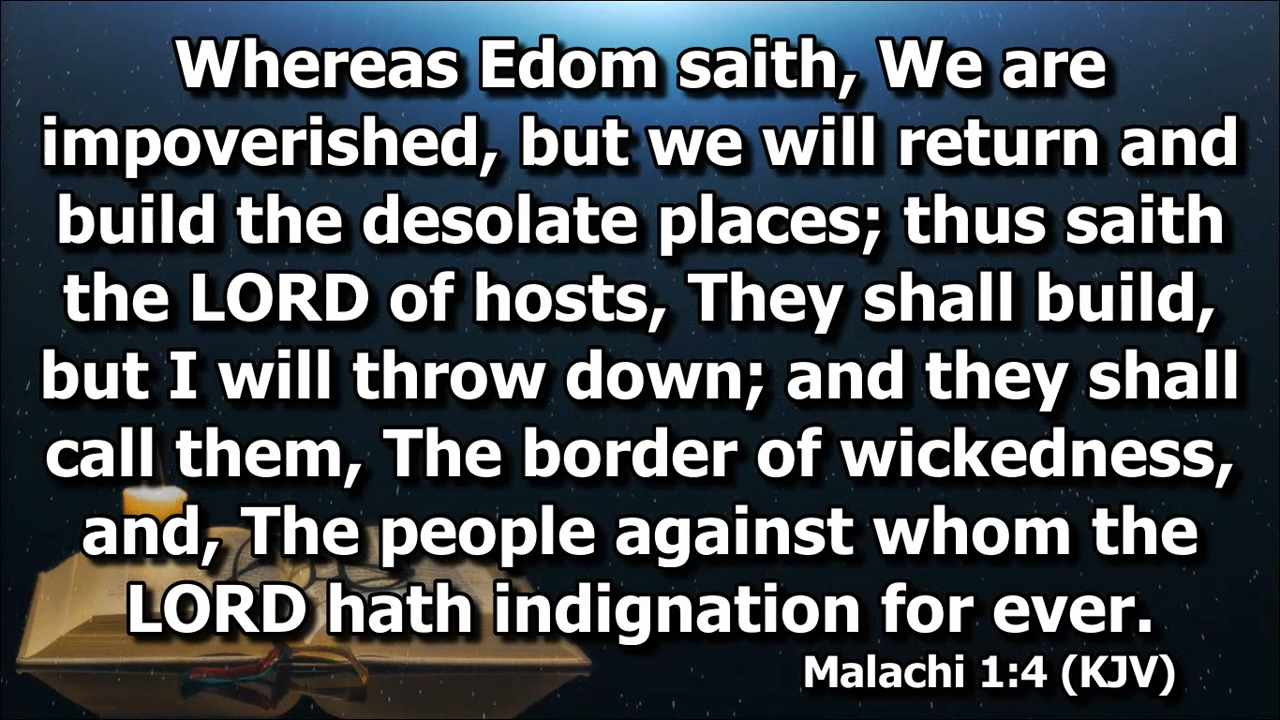 Whereas Edom saith, We are
impoverished, but we will return and
build the desolate places; thus saith
the LORD of hosts, They shall build,
but I will throw down; and they shall
call them, The border of wickedness,
and, The people against whom the
LORD hath indignation for ever.
Malachi 1:4 (KJV)